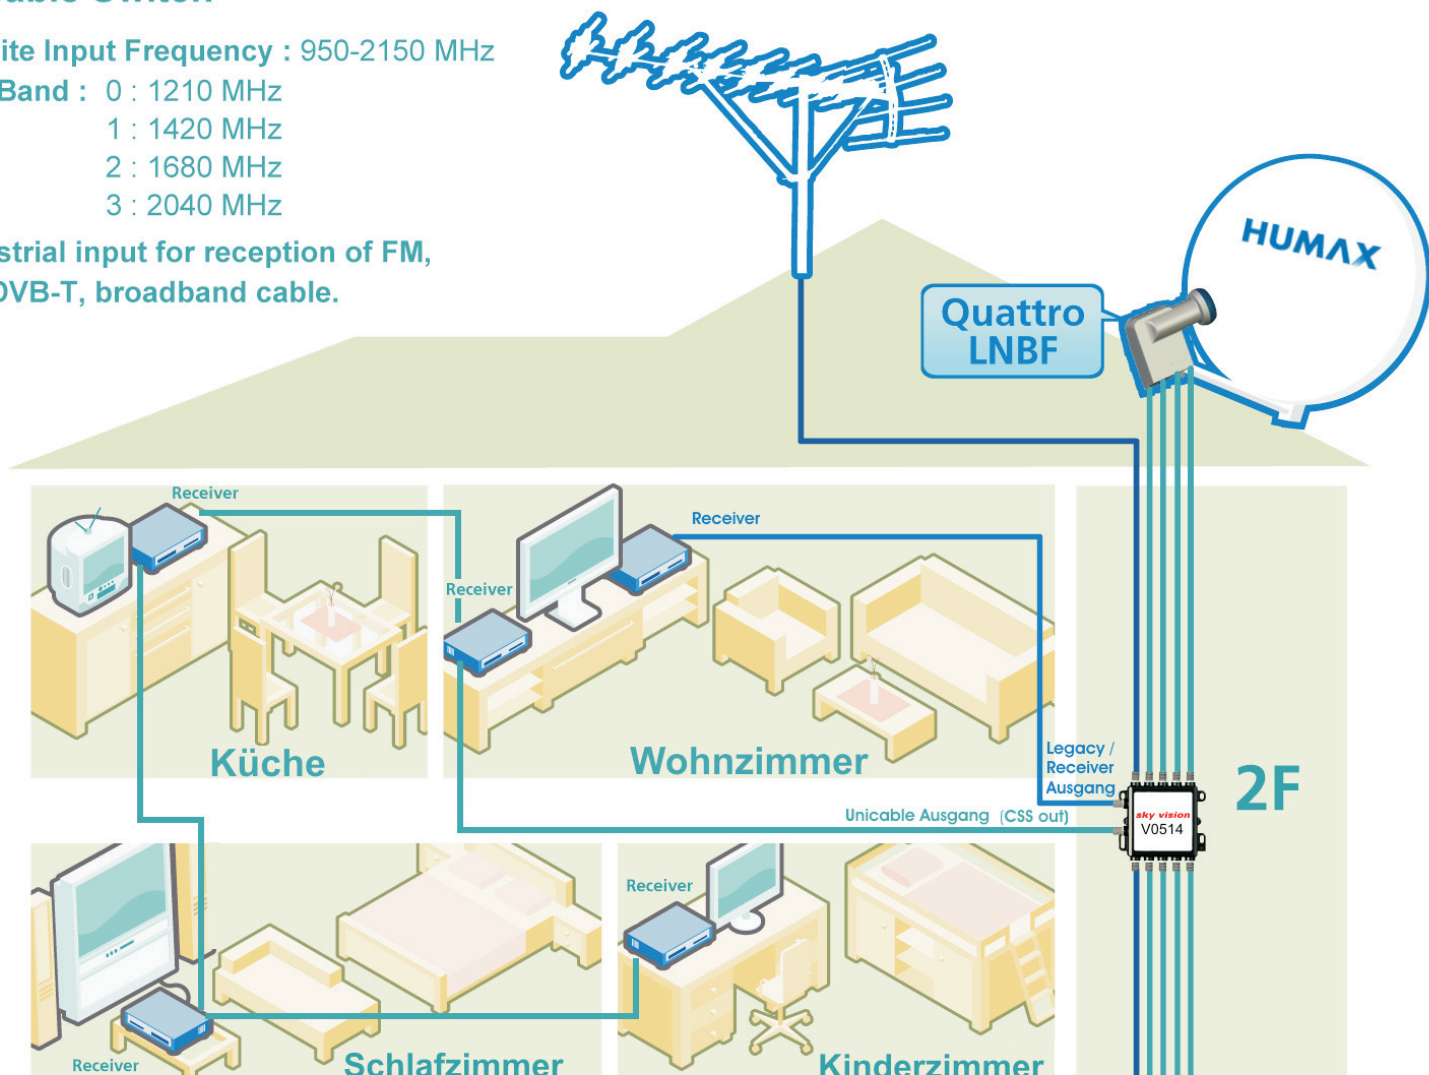 ite Input Frequency : 950-2150 MHz
Band : 0 : 1210 MHz
1 : 1420 MHz
2 : 1680 MHz
3 : 2040 MHz
strial input for reception of FM,
DVB-T, broadband cable.
HUMAX
Quattro
LNBF
Receiver
Receiver
Receiver
Küche
Wohnzimmer
Legacy /
Receiver
Ausgang
2F
Unicable Ausgang (CSS out)
sky vision
V0514
Receiver
Receiver
Schlafzimmer
Kinderzimmer